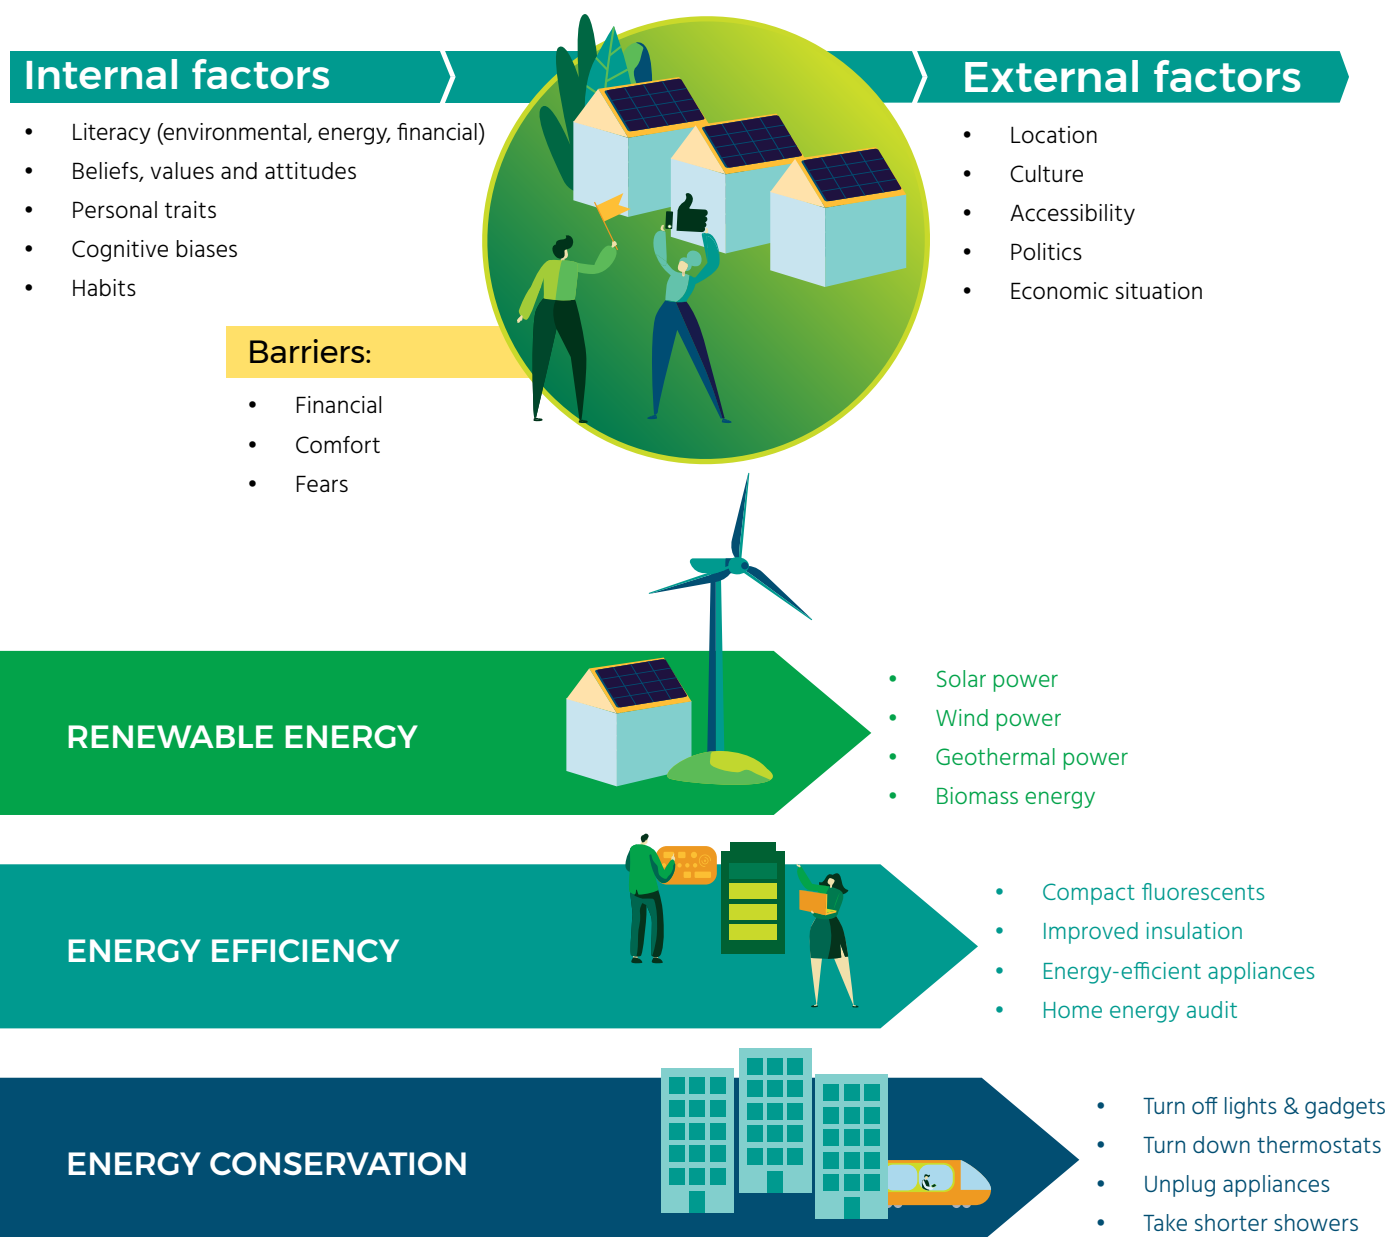 Internal factors
• Literacy (environmental, energy, financial)
• Beliefs, values and attitudes
• Personal traits
• Cognitive biases
• Habits
External factors
• Location
• Culture
• Accessibility
• Politics
• Economic situation
Barriers:
• Financial
• Comfort
• Fears
RENEWABLE ENERGY
• Solar power
• Wind power
• Geothermal power
• Biomass energy
ENERGY EFFICIENCY
• Compact fluorescents
• Improved insulation
• Energy-efficient appliances
• Home energy audit
ENERGY CONSERVATION
• Turn off lights & gadgets
• Turn down thermostats
• Unplug appliances
• Take shorter showers